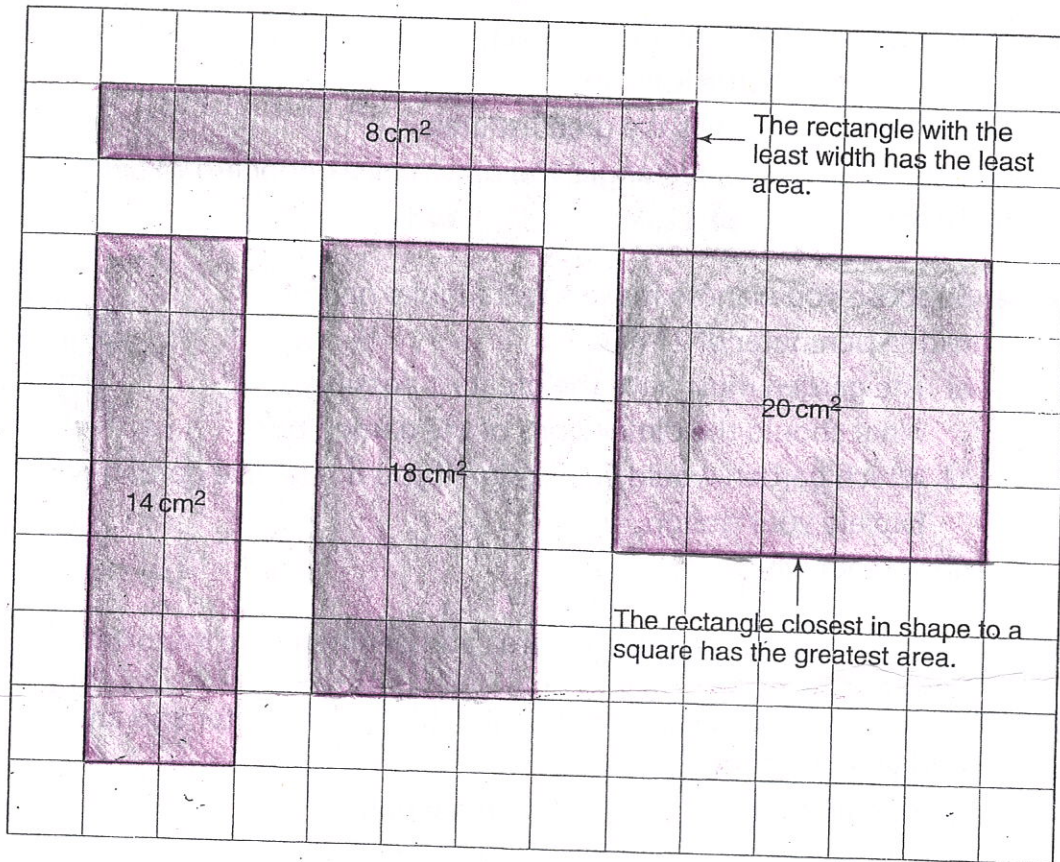 8 cm²
The rectangle with the
least width has the least
area.
14 cm²
18 cm²
20 cm²
The rectangle closest in shape to a
square has the greatest area.